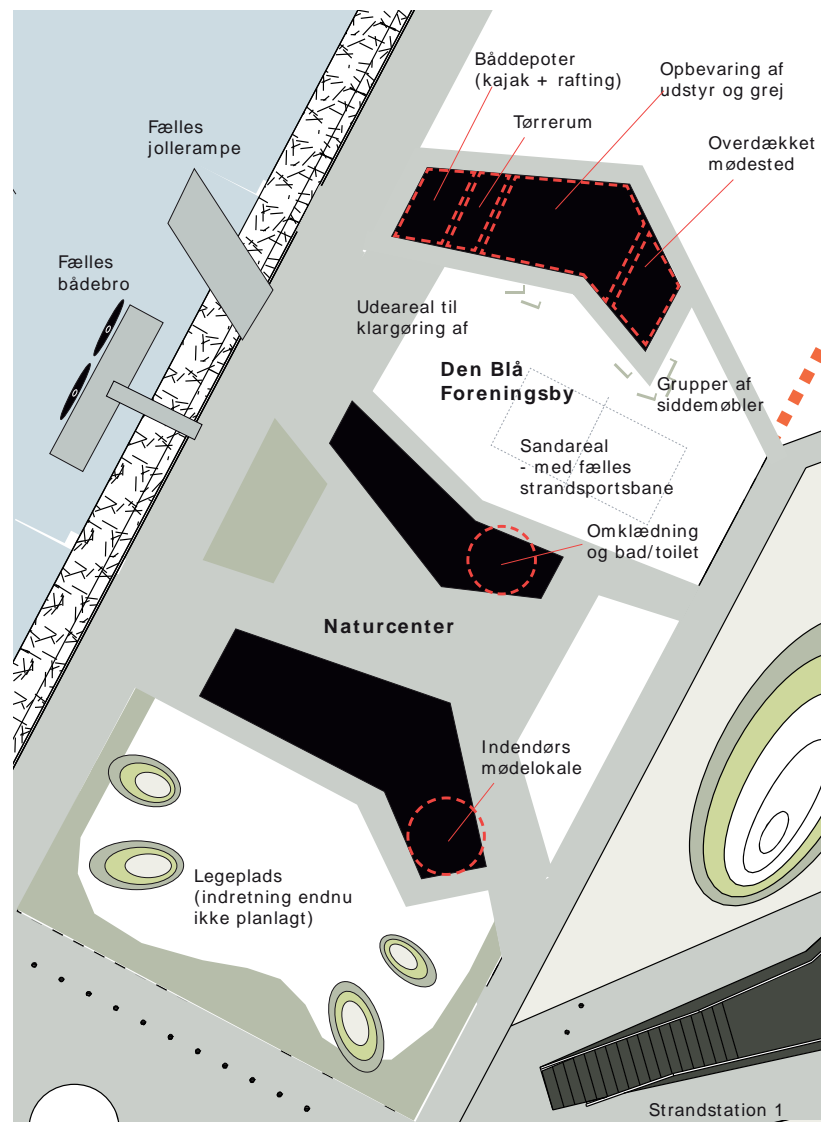 Båddepoter
(kajak + rafting)
Opbevaring af
udstyr og grej
Tørrerum
Overdækket
mødested
Fælles
jollerampe
Fælles
bådebro
Udeareal til
klargøring af
Den Blå
Foreningsby
Grupper af
siddemøbler
Sandareal
- med fælles
strandsportsbane
Omklædning
og bad/toilet
Naturcenter
Indendørs
mødelokale
Legeplads
(indretning endnu
ikke planlagt)
Strandstation 1